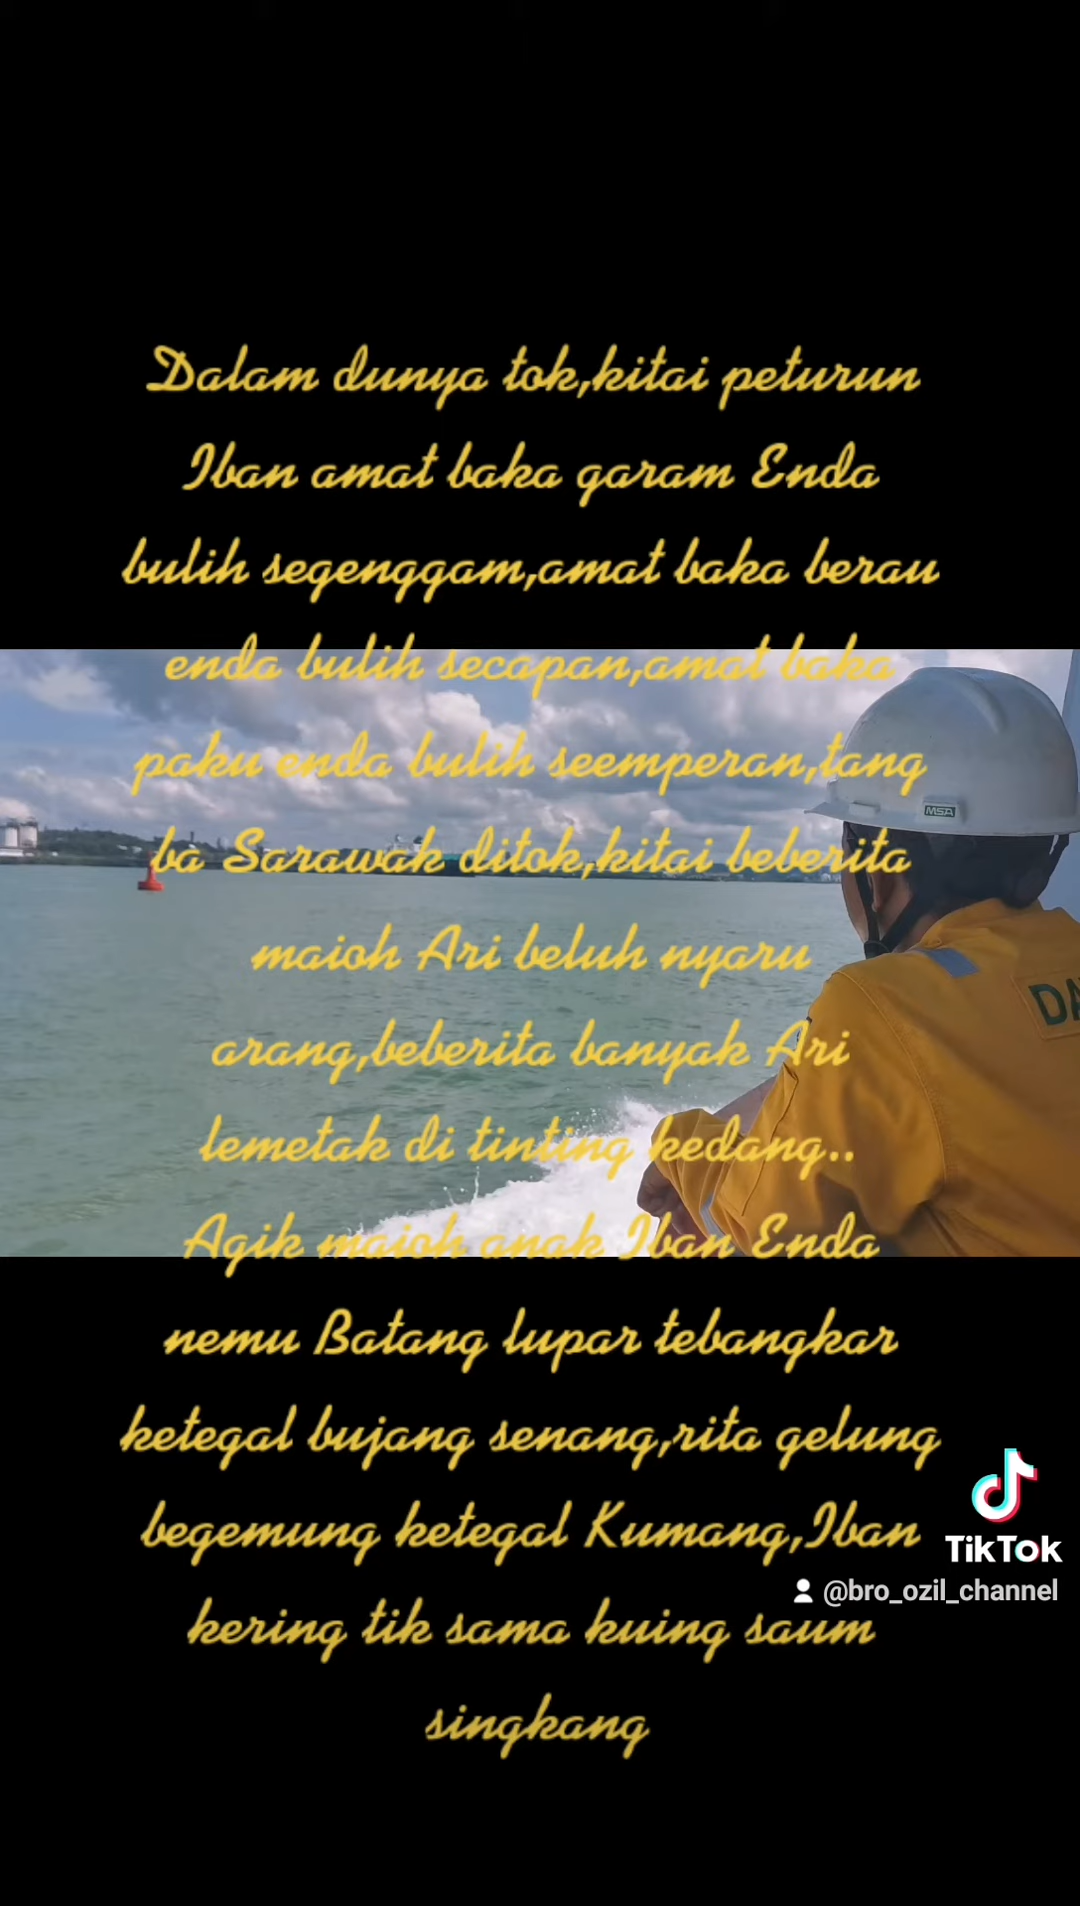 Dalam dunya tok,kitai peturun
Iban amat baka garam Enda
bulih segenggam,amat baka berau
enda bulih secapan,amat baka
paku enda bulih seemperan,tang
ba Sarawak ditok,kitai beberita
maioh Ari beluh nyaru
arang,beberita banyak Ari
lemetak di tinting kedang..
Agik maioh anak Iban Enda
nemu Batang lupar tebangkar
ketegal bujang senang,rita gelung
begemung ketegal Kumang,Iban
kering tik sama kuing saum
singkang
MSA
DA
TikTok
@bro_ozil_channel